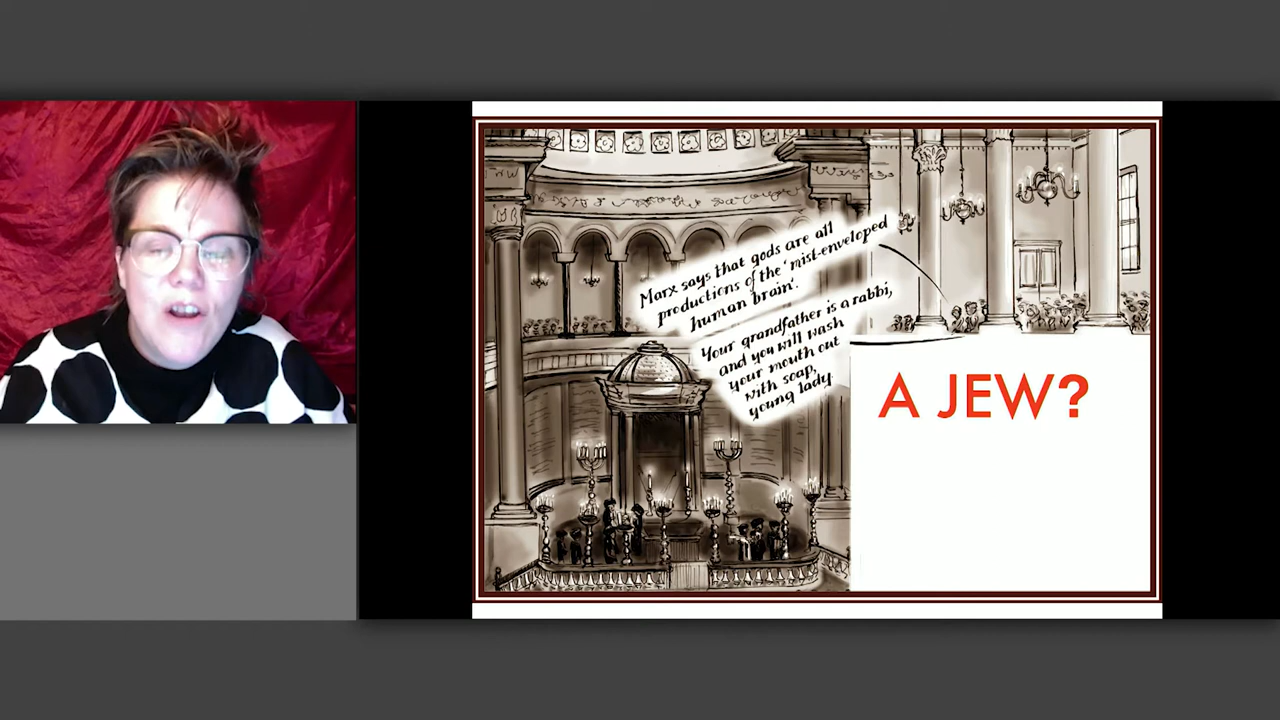 Marx says that gods are all
productions of the 'mist-enveloped
human brain'.
Your grandfather is a rabbi,
and you will wash
your mouth out
with soap,
young lady.
A JEW?